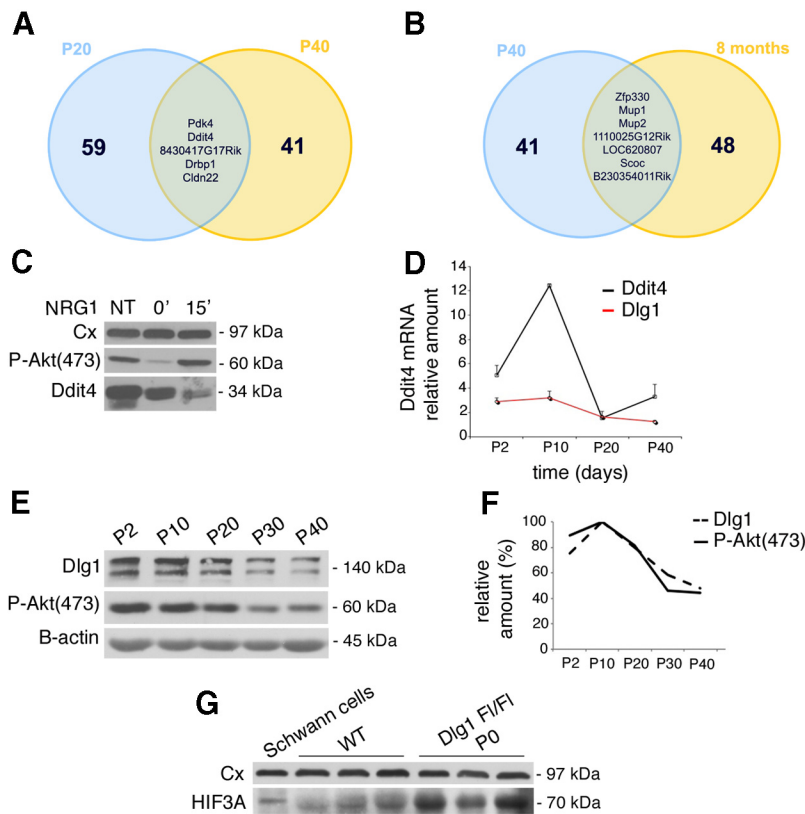 A
P20
P40
59
Pdk4
Ddit4
8430417G17Rik
Drbp1
Cldn22
41
B
P40
8 months
41
Zfp330
Mup1
Mup2
1110025G12Rik
LOC620807
Scoc
B230354011Rik
48
C
NRG1 NT 0' 15'
Cx - 97 kDa
P-Akt(473) - 60 kDa
Ddit4 - 34 kDa
D
Ddit4 mRNA
relative amount
14
12
10
8
6
4
2
0
Ddit4
Dlg1
P2 P10 P20 P40
time (days)
E
P2 P10 P20 P30 P40
Dlg1 - 140 kDa
P-Akt(473) - 60 kDa
B-actin - 45 kDa
F
relative
amount (%)
100
80
60
40
20
0
Dlg1
P-Akt(473)
P2 P10 P20 P30 P40
G
Schwann cells
WT
Dlg1 Fl/Fl
P0
Cx - 97 kDa
HIF3A - 70 kDa